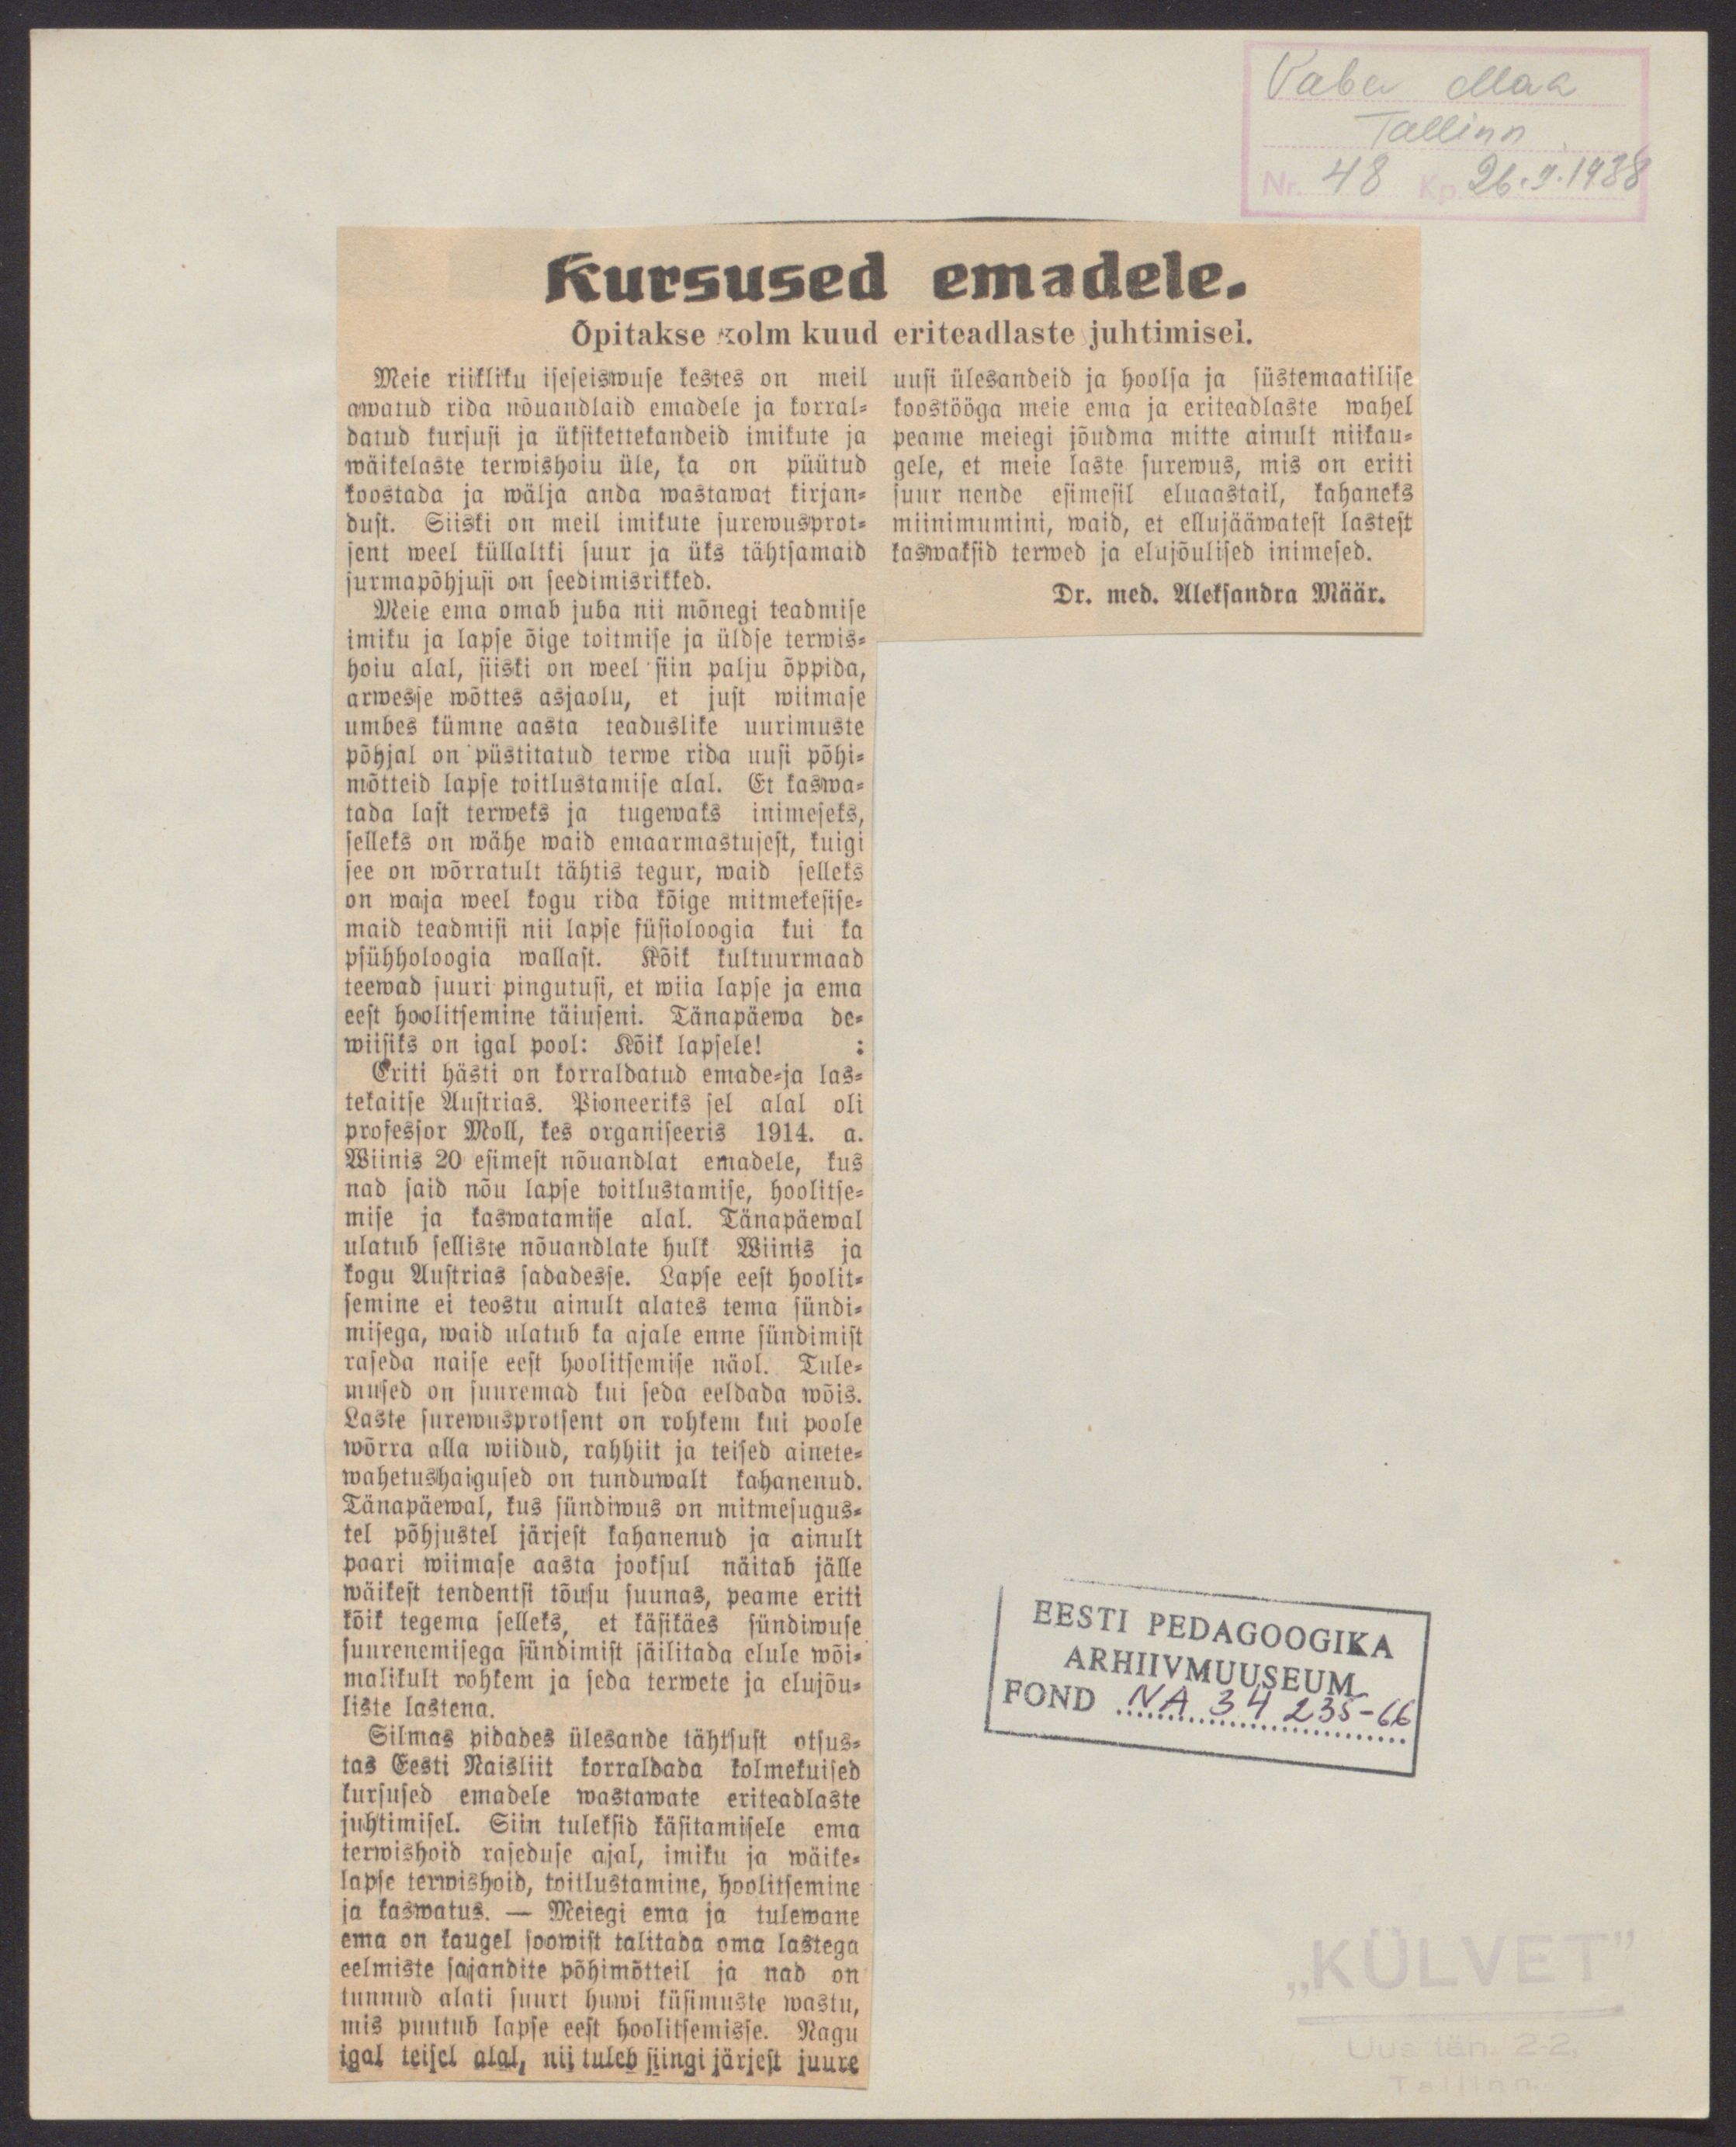 Vaba Maa
Tallinn
Nr. 48 Kp. 26.II.1938
Kursused emadele.
Õpitakse kolm kuud eriteadlaste juhtimisel.
Meie riikliku iseseiswuse kestes on meil
awatud rida nõuandlaid emadele ja korral-
datud kursusi ja üksikettekandeid imikute ja
wäikelaste terwishoiu üle, ka on püütud
koostada ja wälja anda wastawat kirjan-
dust. Siiski on meil imikute surewusprot-
sent weel küllaltki suur ja üks tähtsamaid
surmapõhjusi on seedimisrikked.
Meie ema omab juba nii mõnegi teadmise
imiku ja lapse õige toitmise ja üldse terwis-
hoiu alal, siiski on weel siin palju õppida,
arwesse wõttes asjaolu, et just wiimase
umbes kümne aasta teaduslike uurimuste
põhjal on püstitatud terwe rida uusi põhi-
mõtteid lapse toitlustamise alal. Et kaswa-
tada last terweks ja tugewaks inimeseks,
selleks on wähe waid emaarmastusest, kuigi
see on wõrratult tähtis tegur, waid selleks
on waja weel kogu rida kõige mitmekesise-
maid teadmisi nii lapse füsioloogia kui ka
psühholoogia wallast. Kõik kultuurmaad
teewad suuri pingutusi, et wiia lapse ja ema
eest hoolitsemine täiuseni. Tänapäewa de-
wiisiks on igal pool: Kõik lapsele! :
Eriti hästi on korraldatud emade-ja las-
tekaitse Austrias. Pioneeriks sel alal oli
professor Moll, kes organiseeris 1914. a.
Wiinis 20 esimest nõuandlat emadele, kus
nad said nõu lapse toitlustamise, hoolitse-
mise ja kaswatamise alal. Tänapäewal
ulatub selliste nõuandlate hulk Wiinis ja
kogu Austrias sadadesse. Lapse eest hoolit-
semine ei teostu ainult alates tema sündi-
misega, waid ulatub ka ajale enne sündimist
raseda naise eest hoolitsemise näol. Tule-
mused on suuremad kui seda eeldada wõis.
Laste surewusprotsent on rohkem kui poole
wõrra alla wiidud, rahhiit ja teised ainete-
wahetushaigused on tunduwalt kahanenud.
Tänapäewal, kus sündiwus on mitmesugus-
tel põhjustel järjest kahanenud ja ainult
paari wiimase aasta jooksul näitab jälle
wäikest tendentsi tõusu suunas, peame eriti
kõik tegema selleks, et käsikäes sündiwuse
suurenemisega sündimist säilitada elule wõi-
malikult rohkem ja seda terwete ja elujõu-
liste lastena.
Silmas pidades ülesande tähtsust otsus-
tas Eesti Naisliit korraldada kolmekuised
kursused emadele wastawate eriteadlaste
juhtimisel. Siin tuleksid käsitamisele ema
terwishoid raseduse ajal, imiku ja wäike-
lapse terwishoid, toitlustamine, hoolitsemine
ja kaswatus. — Meiegi ema ja tulewane
ema on kaugel soowist talitada oma lastega
eelmiste sajandite põhimõtteil ja nad on
tunnud alati suurt huwi küsimuste wastu,
mis puutub lapse eest hoolitsemisse. Nagu
igal teisel alal, nii tuleb siingi järjest juure
uusi ülesandeid ja hoolsa ja süstemaatilise
koostööga meie ema ja eriteadlaste wahel
peame meiegi jõudma mitte ainult niikau-
gele, et meie laste surewus, mis on eriti
suur nende esimesil eluaastail, kahaneks
miinimumini, waid, et ellujääwatest lastest
kaswaksid terwed ja elujõulised inimesed.
Dr. med. Aleksandra Määr.
EESTI PEDAGOOGIKA
ARHIIVMUUSEUM
FOND NA 34 235-66
„KÜLVET"
Uus tän. 2-2,
Tallinn.